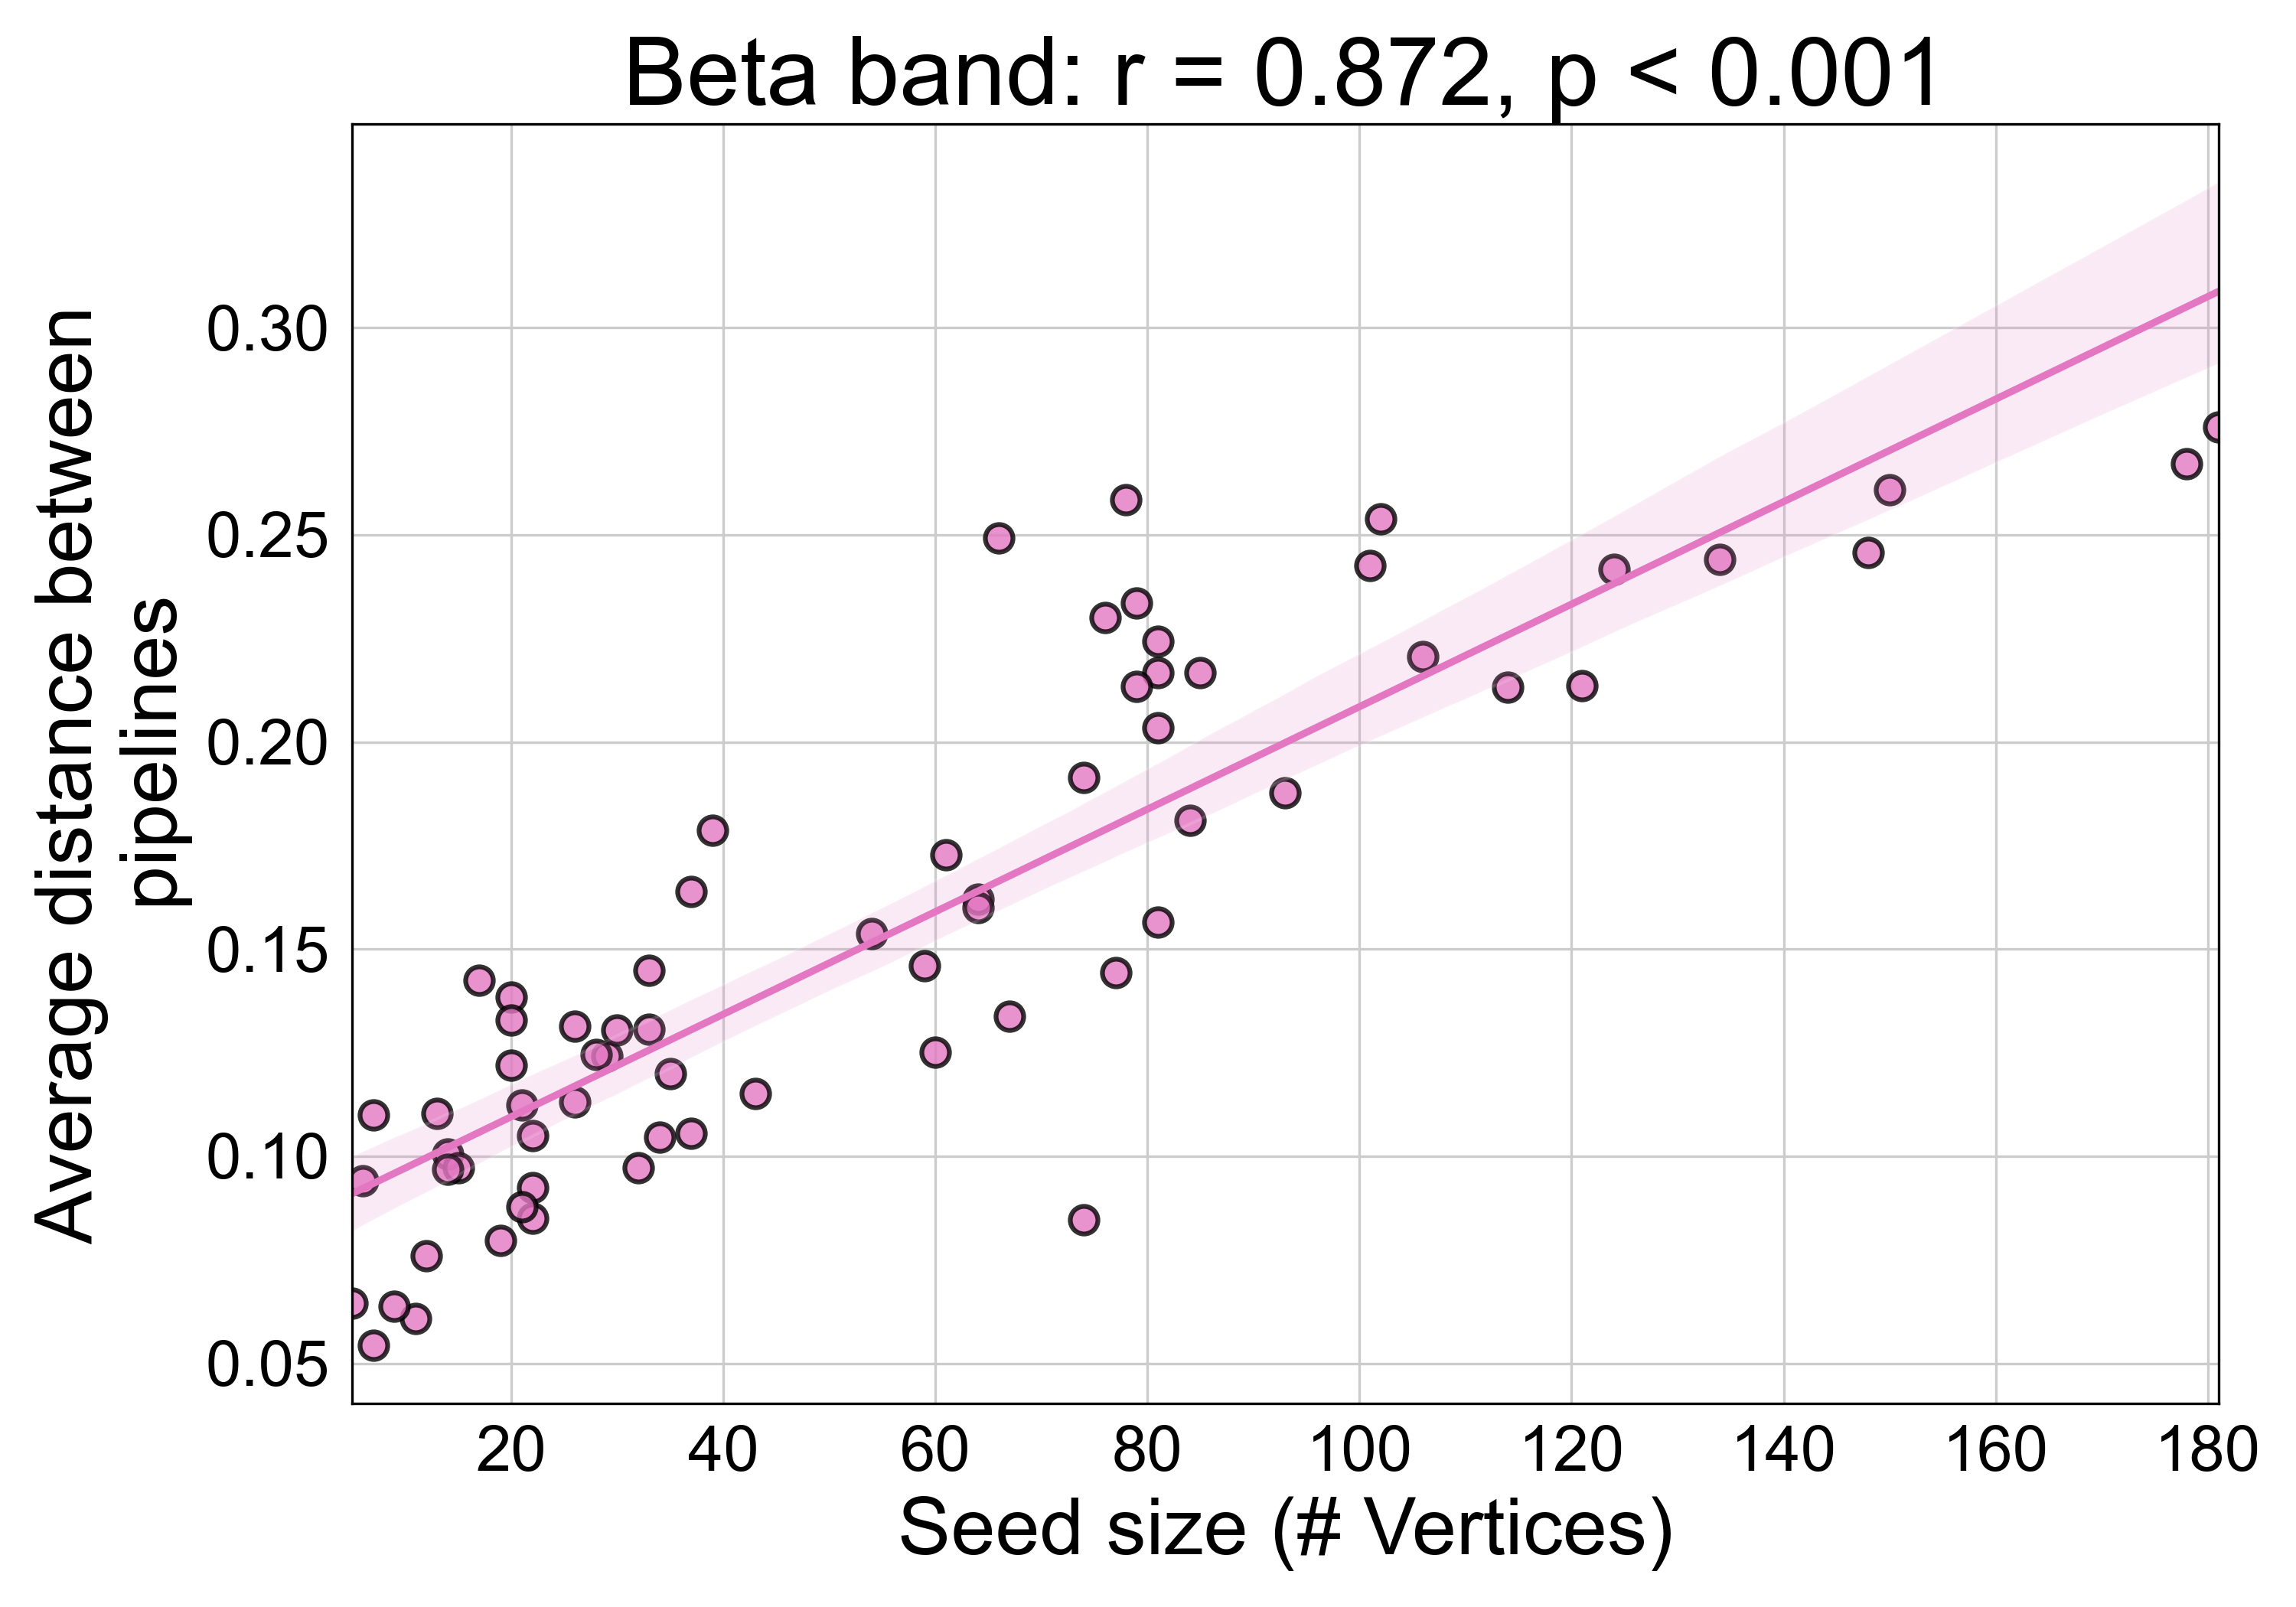 Beta band: r = 0.872, p < 0.001
Average distance between
pipelines
0.30
0.25
0.20
0.15
0.10
0.05
20 40 60 80 100 120 140 160 180
Seed size (# Vertices)